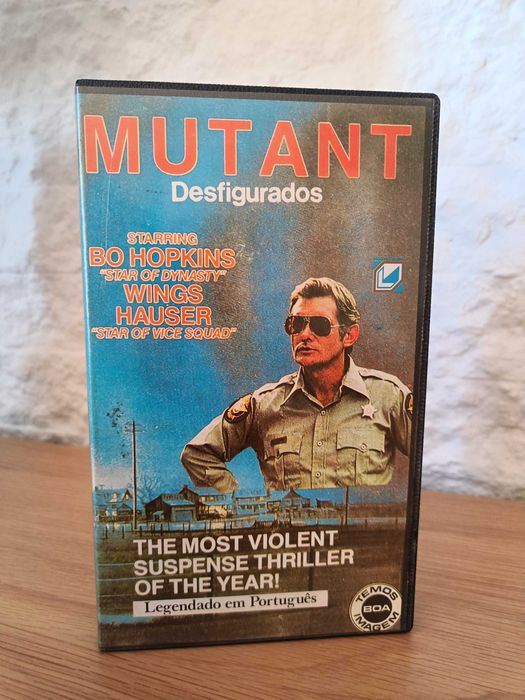 MUTANT
Desfigurados
STARRING
BO HOPKINS
"STAR OF DYNASTY"
WINGS
HAUSER
"STAR OF VICE SQUAD"
THE MOST VIOLENT
SUSPENSE THRILLER
OF THE YEAR!
Legendado em Português
TEMOS
BOA
IMAGEM